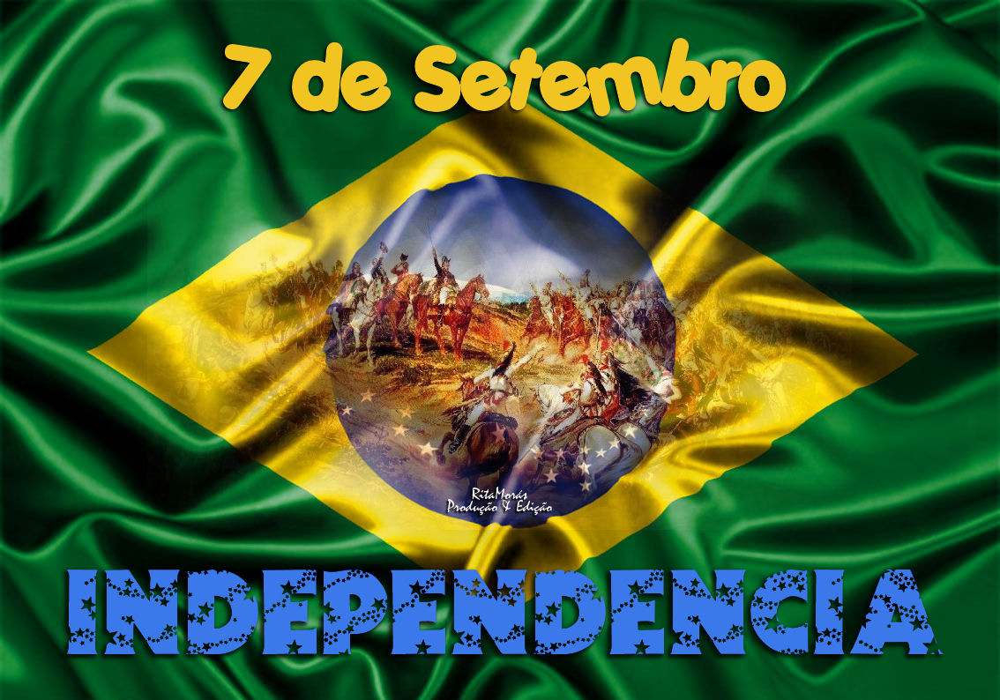 7 de Setembro
RitaMorás
Produção & Edição
INDEPENDENCIA